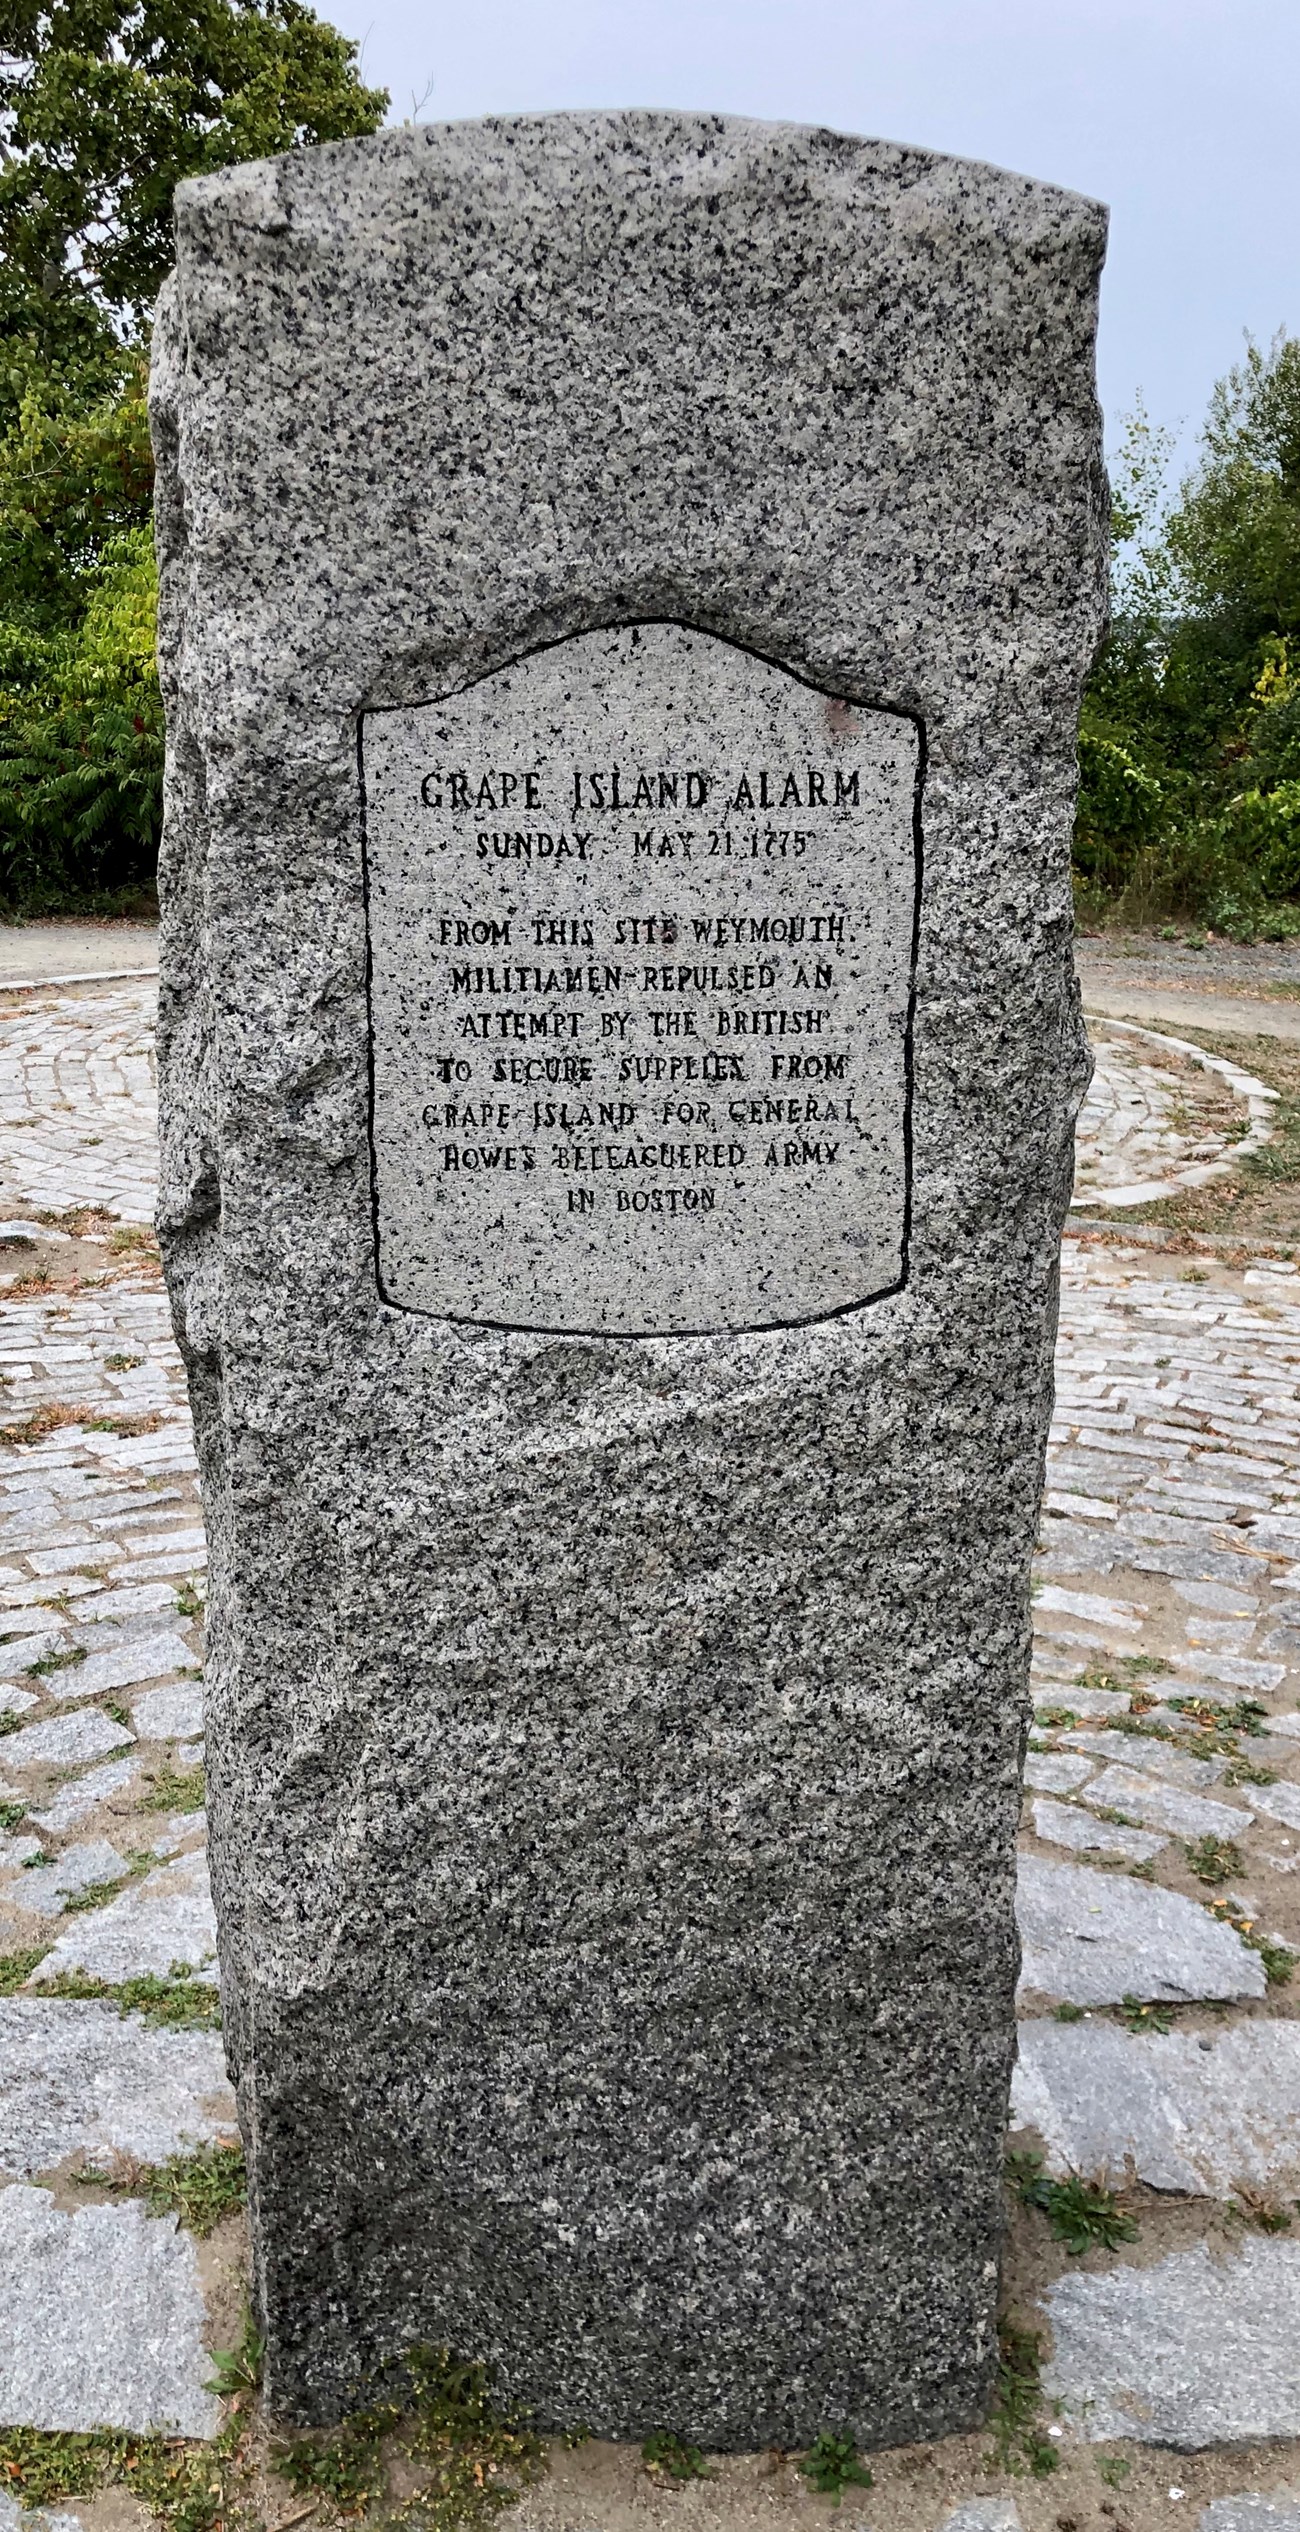 GRAPE ISLAND ALARM
SUNDAY MAY 21 1775
FROM THIS SITE WEYMOUTH
MILITIAMEN REPULSED AN
ATTEMPT BY THE BRITISH
TO SECURE SUPPLIES FROM
GRAPE ISLAND FOR GENERAL
HOWE'S BELEAGUERED ARMY
IN BOSTON